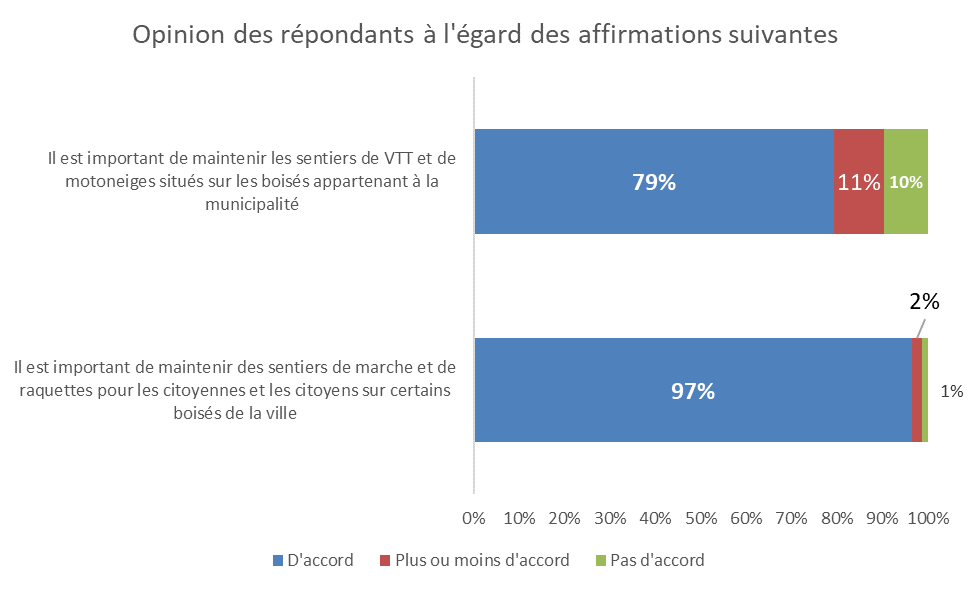 Opinion des répondants à l'égard des affirmations suivantes
Il est important de maintenir les sentiers de VTT et de
motoneiges situés sur les boisés appartenant à la
municipalité
79%
11%
10%
2%
Il est important de maintenir des sentiers de marche et de
raquettes pour les citoyennes et les citoyens sur certains
boisés de la ville
97%
1%
0% 10% 20% 30% 40% 50% 60% 70% 80% 90% 100%
D'accord Plus ou moins d'accord Pas d'accord